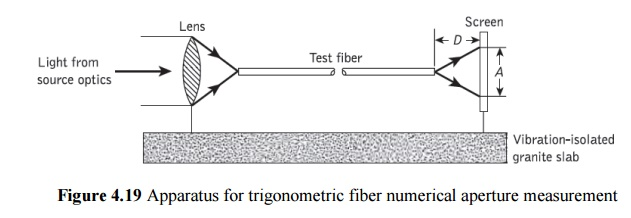 Lens
Screen
D
Light from
source optics
Test fiber
A
Vibration-isolated
granite slab
Figure 4.19 Apparatus for trigonometric fiber numerical aperture measurement